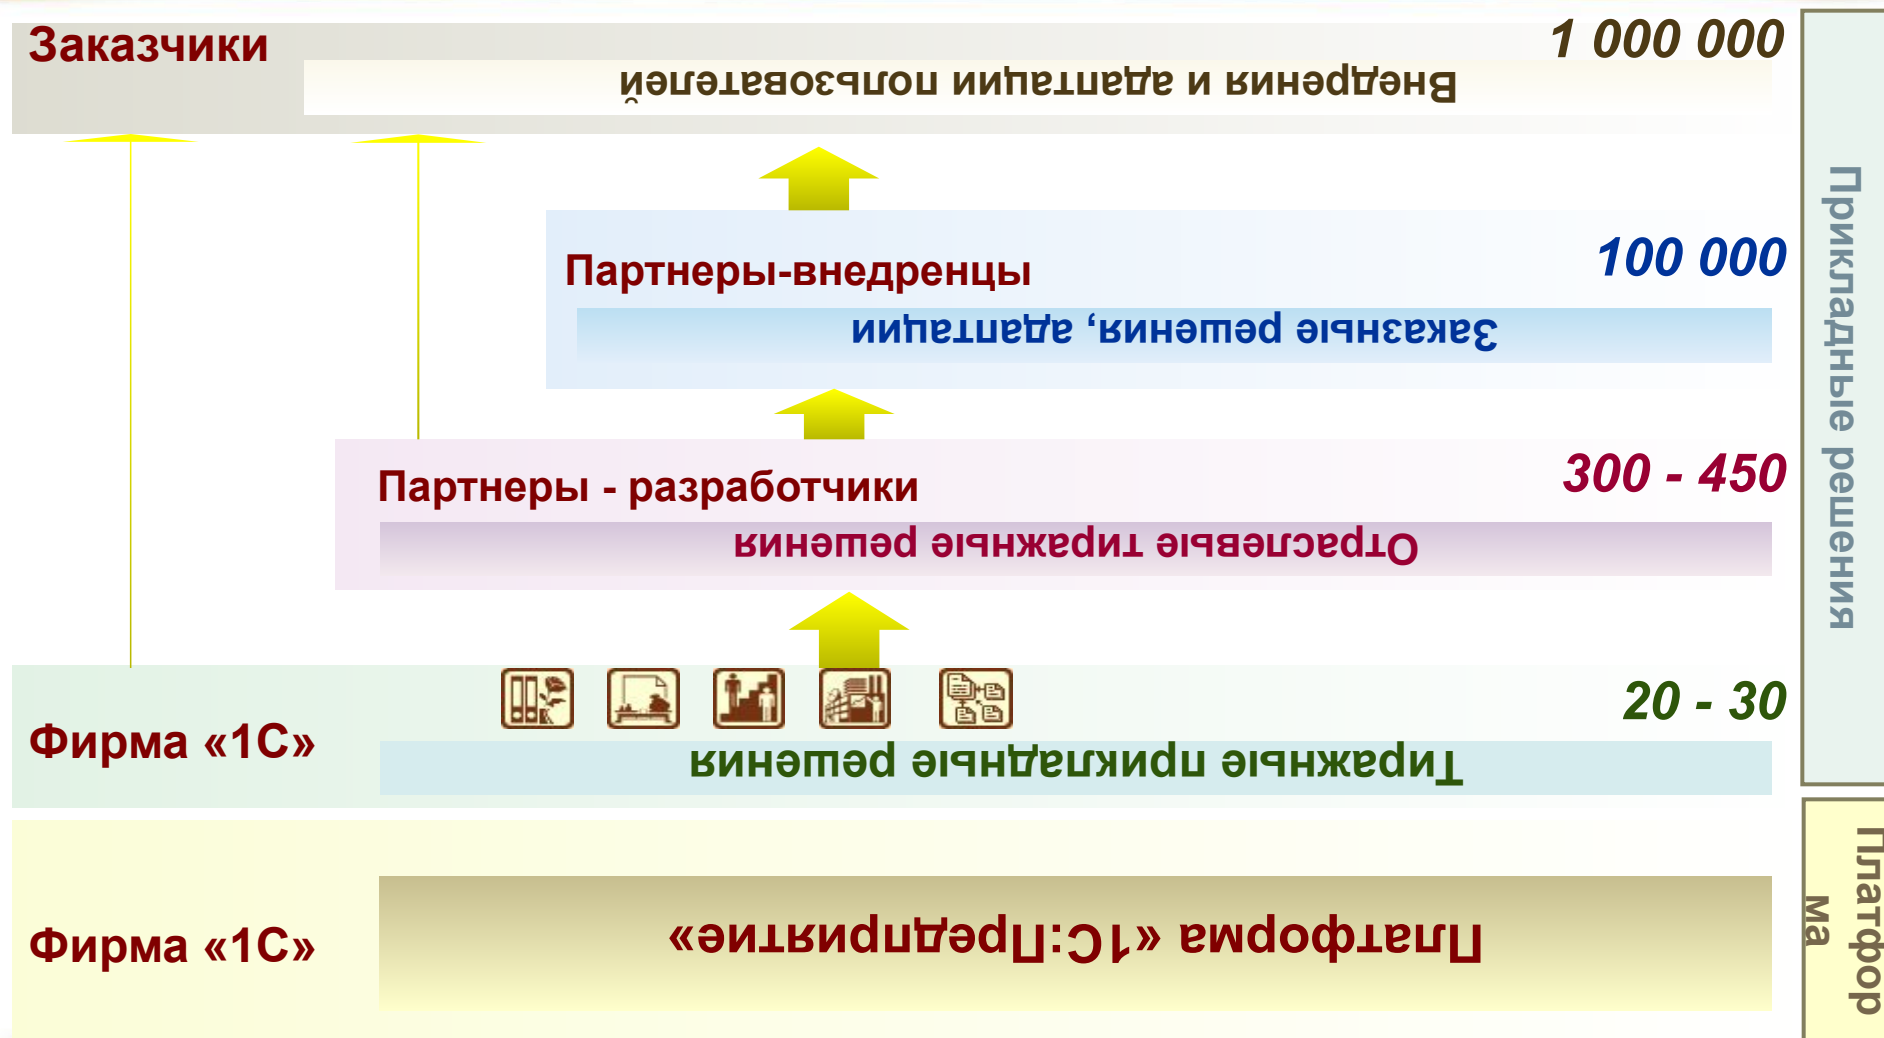 Заказчики
1 000 000
Внедрения и адаптации пользователей
Партнеры-внедренцы
100 000
Заказные решения, адаптации
Партнеры - разработчики
300 - 450
Отраслевые тиражные решения
20 - 30
Фирма «1С»
Тиражные прикладные решения
Фирма «1С»
Платформа «1С:Предприятие»
Прикладные решения
Платфор
ма